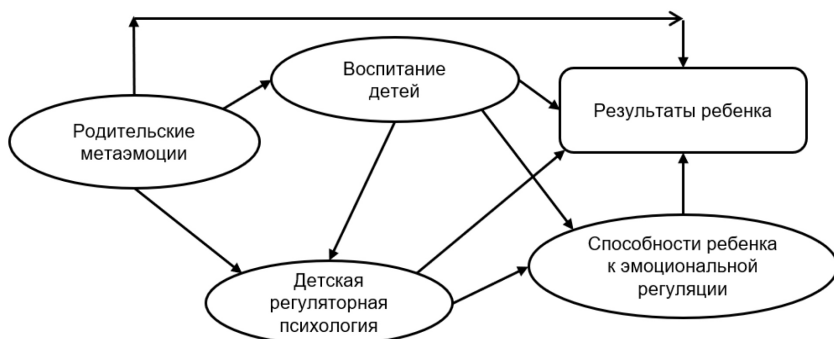 Воспитание
детей
Результаты ребенка
Родительские
метаэмоции
Способности ребенка
к эмоциональной
регуляции
Детская
регуляторная
психология